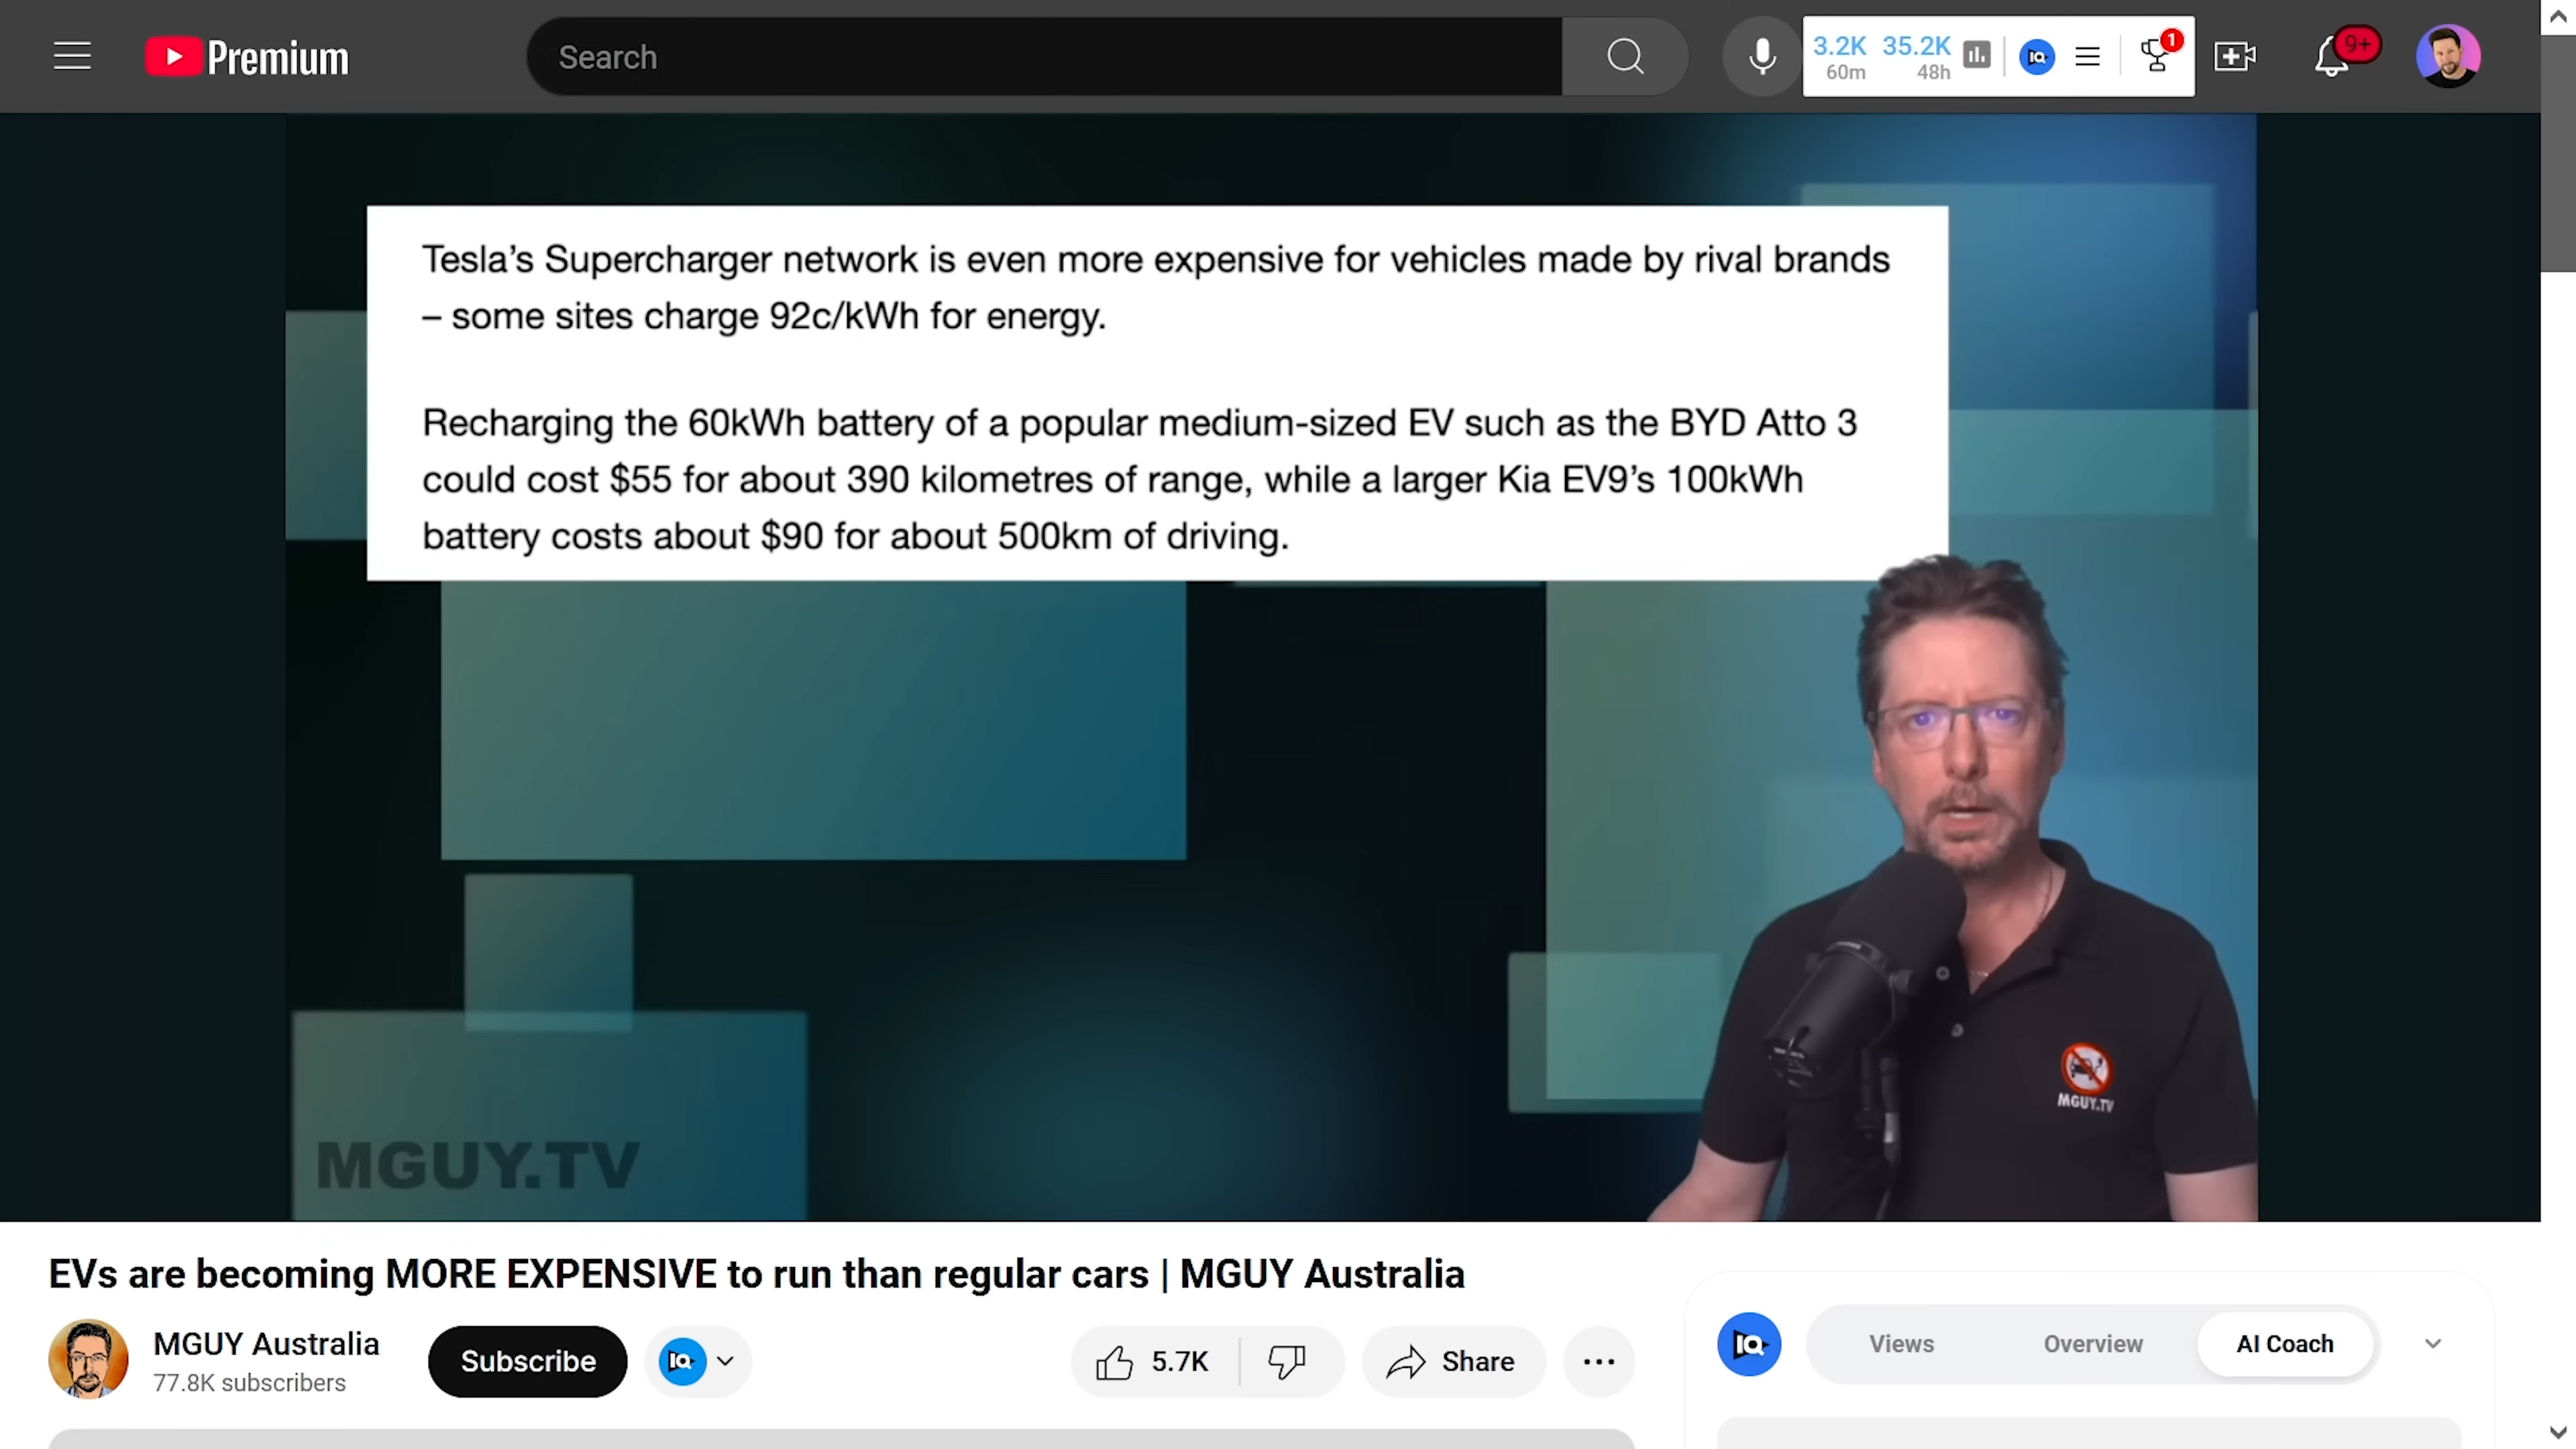 Premium
Search
3.2K 35.2K
60m 48h
IQ
1
9+
Tesla's Supercharger network is even more expensive for vehicles made by rival brands
– some sites charge 92c/kWh for energy.
Recharging the 60kWh battery of a popular medium-sized EV such as the BYD Atto 3
could cost $55 for about 390 kilometres of range, while a larger Kia EV9's 100kWh
battery costs about $90 for about 500km of driving.
MGUY.TV
MGUY.TV
EVs are becoming MORE EXPENSIVE to run than regular cars | MGUY Australia
MGUY Australia
77.8K subscribers
Subscribe
IQ
5.7K
Share
IQ
Views
Overview
AI Coach